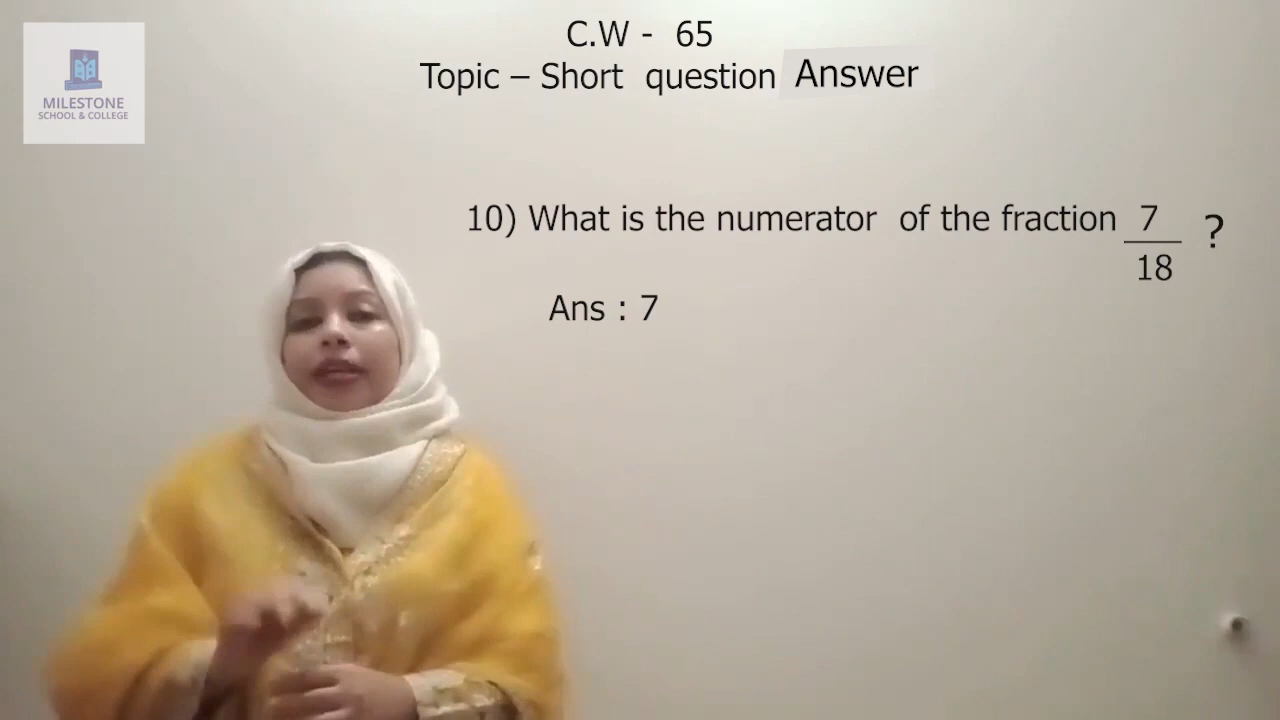 MILESTONE
SCHOOL & COLLEGE
C.W - 65
Topic – Short question Answer
10) What is the numerator of the fraction 7/18 ?
Ans : 7